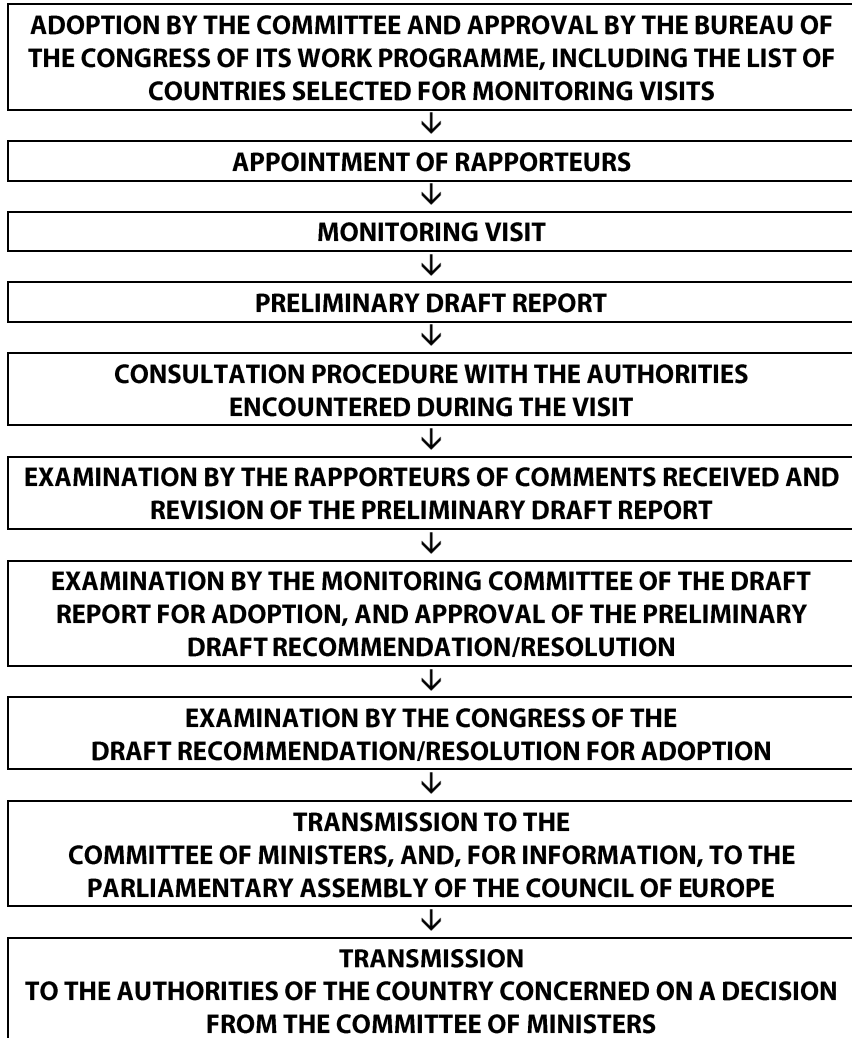 ADOPTION BY THE COMMITTEE AND APPROVAL BY THE BUREAU OF
THE CONGRESS OF ITS WORK PROGRAMME, INCLUDING THE LIST OF
COUNTRIES SELECTED FOR MONITORING VISITS
↓
APPOINTMENT OF RAPPORTEURS
↓
MONITORING VISIT
↓
PRELIMINARY DRAFT REPORT
↓
CONSULTATION PROCEDURE WITH THE AUTHORITIES
ENCOUNTERED DURING THE VISIT
↓
EXAMINATION BY THE RAPPORTEURS OF COMMENTS RECEIVED AND
REVISION OF THE PRELIMINARY DRAFT REPORT
↓
EXAMINATION BY THE MONITORING COMMITTEE OF THE DRAFT
REPORT FOR ADOPTION, AND APPROVAL OF THE PRELIMINARY
DRAFT RECOMMENDATION/RESOLUTION
↓
EXAMINATION BY THE CONGRESS OF THE
DRAFT RECOMMENDATION/RESOLUTION FOR ADOPTION
↓
TRANSMISSION TO THE
COMMITTEE OF MINISTERS, AND, FOR INFORMATION, TO THE
PARLIAMENTARY ASSEMBLY OF THE COUNCIL OF EUROPE
↓
TRANSMISSION
TO THE AUTHORITIES OF THE COUNTRY CONCERNED ON A DECISION
FROM THE COMMITTEE OF MINISTERS